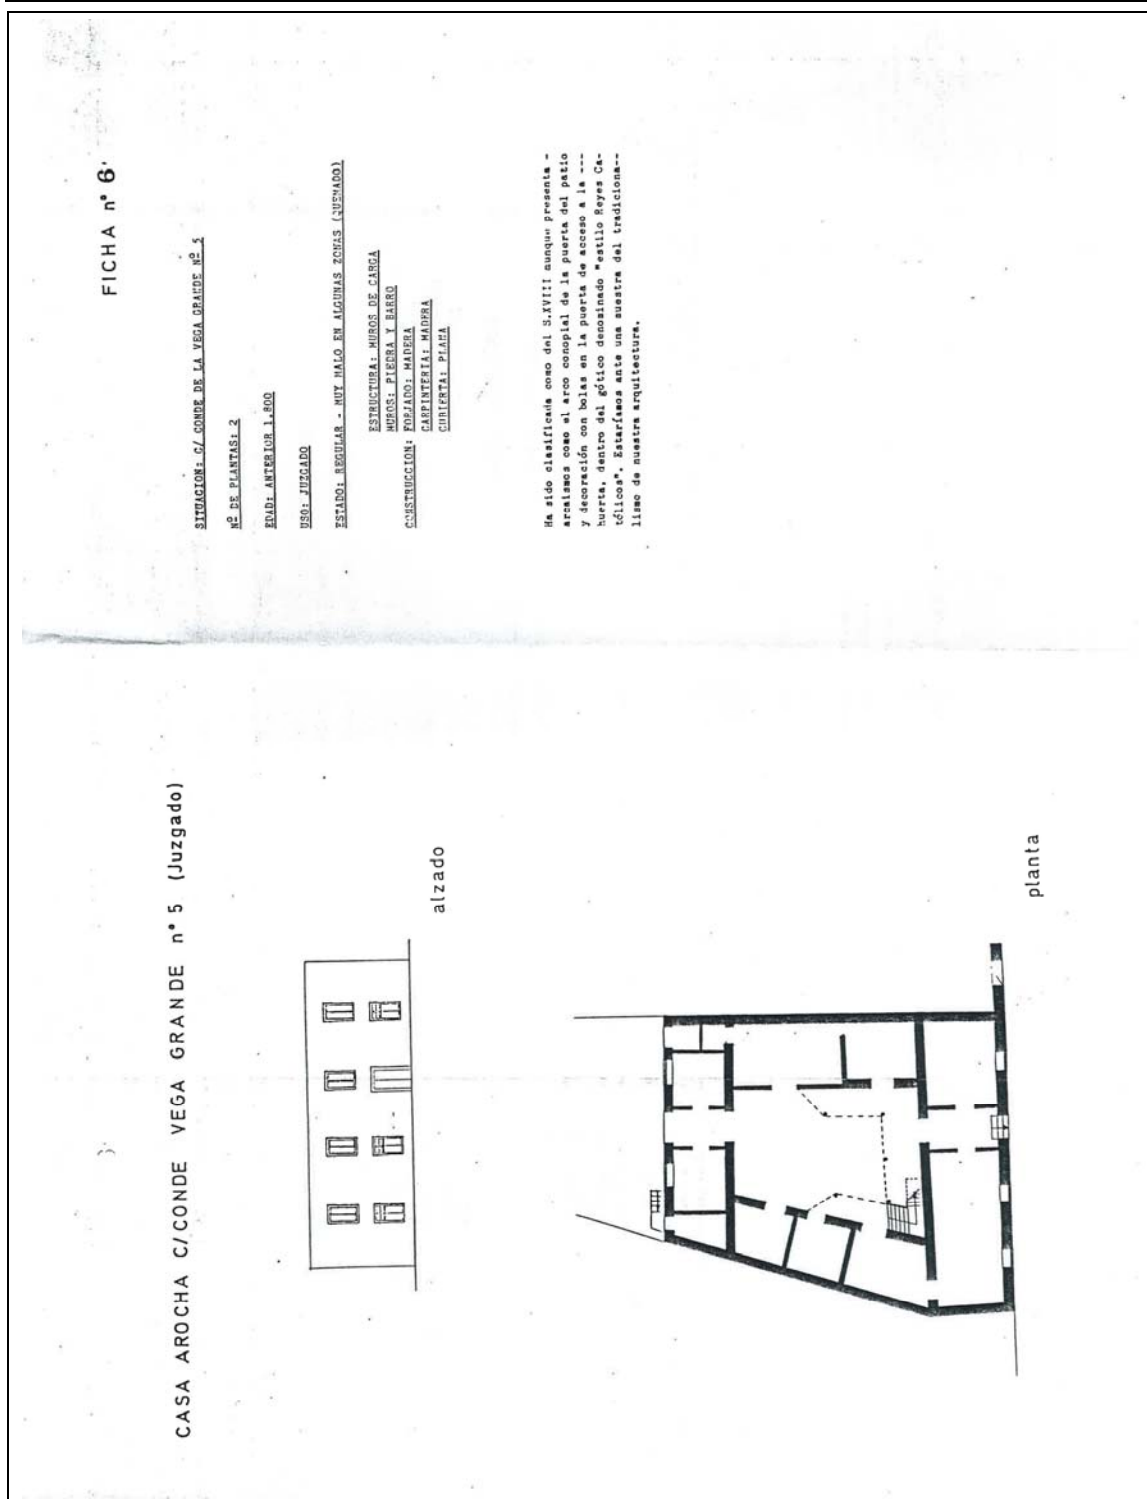 CASA AROCHA C/CONDE VEGA GRANDE nº 5 (Juzgado)
alzado
planta
FICHA nº 6
SITUACION: C/ CONDE DE LA VEGA GRANDE Nº 5
Nº DE PLANTAS: 2
EDAD: ANTERIOR 1.800
USO: JUZGADO
ESTADO: REGULAR - MUY MALO EN ALGUNAS ZONAS (QUEMADO)
ESTRUCTURA: MUROS DE CARGA
MUROS: PIEDRA Y BARRO
CONSTRUCCION: FORJADO: MADERA
CARPINTERIA: MADERA
CUBIERTA: PLANA
Ha sido clasificada como del S.XVIII aunque presenta -
arcaismos como el arco conopial de la puerta del patio
y decoración con bolas en la puerta de acceso a la ---
huerta, dentro del gótico denominado "estilo Reyes Ca-
tólicos". Estaríamos ante una muestra del tradiciona--
lismo de nuestra arquitectura.